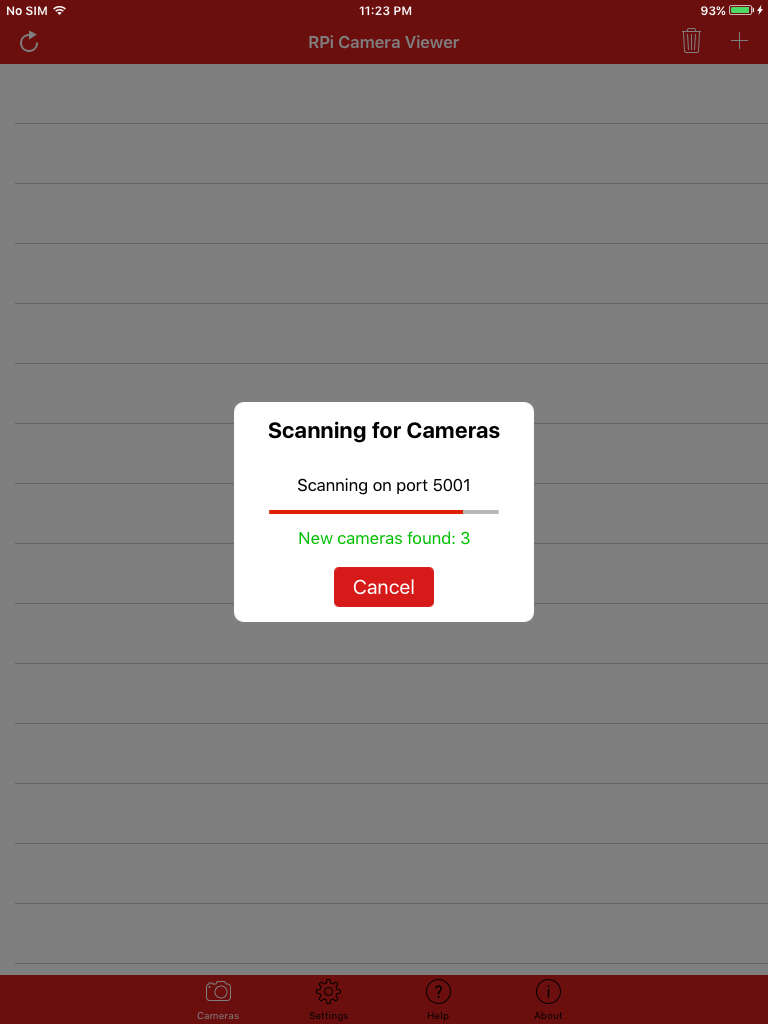 No SIM
11:23 PM
93%
RPi Camera Viewer
Scanning for Cameras
Scanning on port 5001
New cameras found: 3
Cancel
Cameras
Settings
Help
About